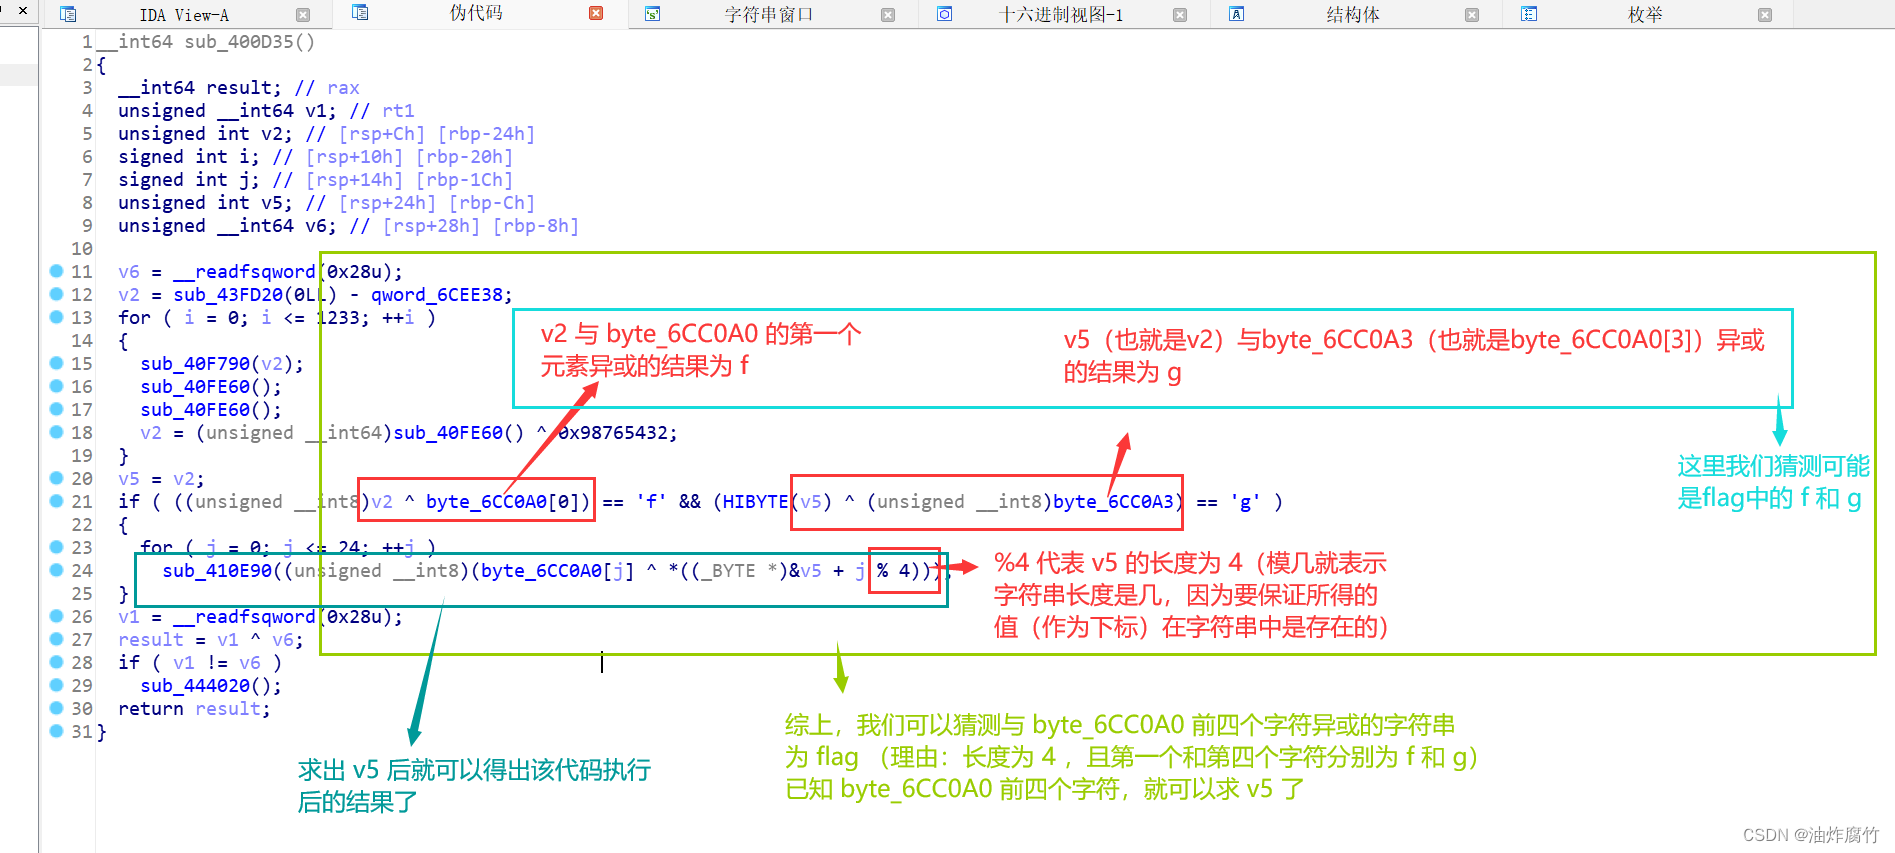 IDA View-A
伪代码
字符串窗口
十六进制视图-1
结构体
枚举
1 __int64 sub_400D35()
2 {
3 __int64 result; // rax
4 unsigned __int64 v1; // rt1
5 unsigned int v2; // [rsp+Ch] [rbp-24h]
6 signed int i; // [rsp+10h] [rbp-20h]
7 signed int j; // [rsp+14h] [rbp-1Ch]
8 unsigned int v5; // [rsp+24h] [rbp-Ch]
9 unsigned __int64 v6; // [rsp+28h] [rbp-8h]
10
11 v6 = __readfsqword(0x28u);
12 v2 = sub_43FD20(0LL) - qword_6CEE38;
13 for ( i = 0; i <= 1233; ++i )
14 {
15 sub_40F790(v2);
16 sub_40FE60();
17 sub_40FE60();
18 v2 = (unsigned __int64)sub_40FE60() ^ 0x98765432;
19 }
20 v5 = v2;
21 if ( ((unsigned __int8)v2 ^ byte_6CC0A0[0]) == 'f' && (HIBYTE(v5) ^ (unsigned __int8)byte_6CC0A3) == 'g' )
22 {
23 for ( j = 0; j <= 24; ++j )
24 sub_410E90((unsigned __int8)(byte_6CC0A0[j] ^ *((_BYTE *)&v5 + j % 4)));
25 }
26 v1 = __readfsqword(0x28u);
27 result = v1 ^ v6;
28 if ( v1 != v6 )
29 sub_444020();
30 return result;
31 }
v2 与 byte_6CC0A0 的第一个
元素异或的结果为 f
v5（也就是v2）与byte_6CC0A3（也就是byte_6CC0A0[3]）异或
的结果为 g
这里我们猜测可能
是flag中的 f 和 g
%4 代表 v5 的长度为 4（模几就表示
字符串长度是几，因为要保证所得的
值（作为下标）在字符串中是存在的）
综上，我们可以猜测与 byte_6CC0A0 前四个字符异或的字符串
为 flag （理由：长度为 4 ，且第一个和第四个字符分别为 f 和 g）
已知 byte_6CC0A0 前四个字符，就可以求 v5 了
求出 v5 后就可以得出该代码执行
后的结果了
CSDN @油炸腐竹